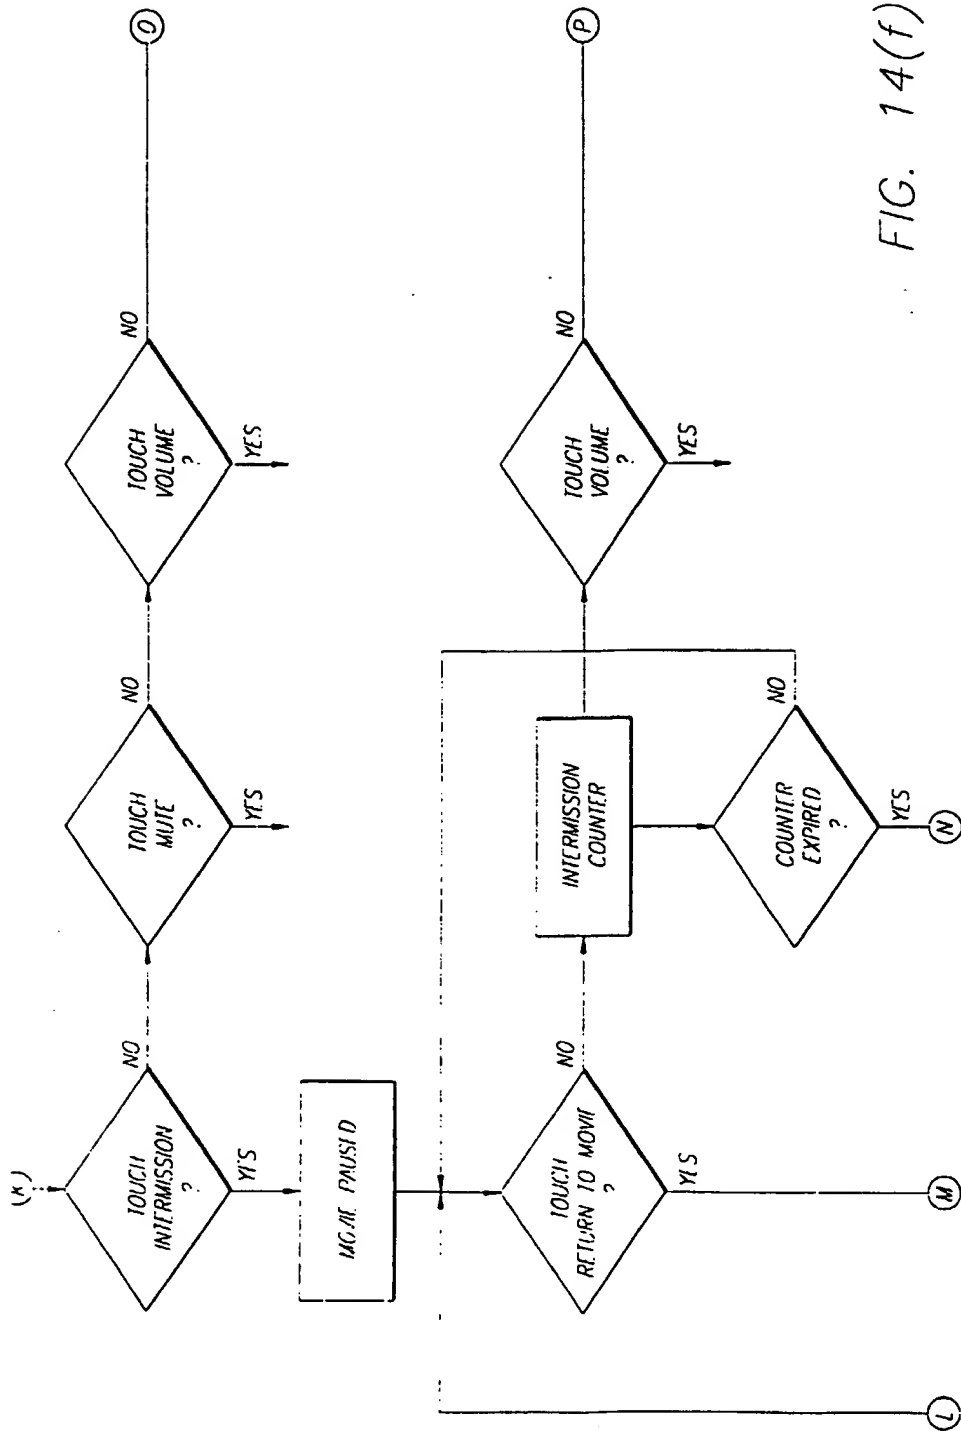 (K)
TOUCH
INTERMISSION
?
NO
YES
TOUCH
MUTE
?
NO
YES
TOUCH
VOLUME
?
NO
YES
O
MOVIE PAUSED
TOUCH
RETURN TO MOVIE
?
NO
YES
INTERMISSION
COUNTER
TOUCH
VOLUME
?
NO
YES
P
COUNTER
EXPIRED
?
NO
YES
L
M
N
FIG. 14(f)